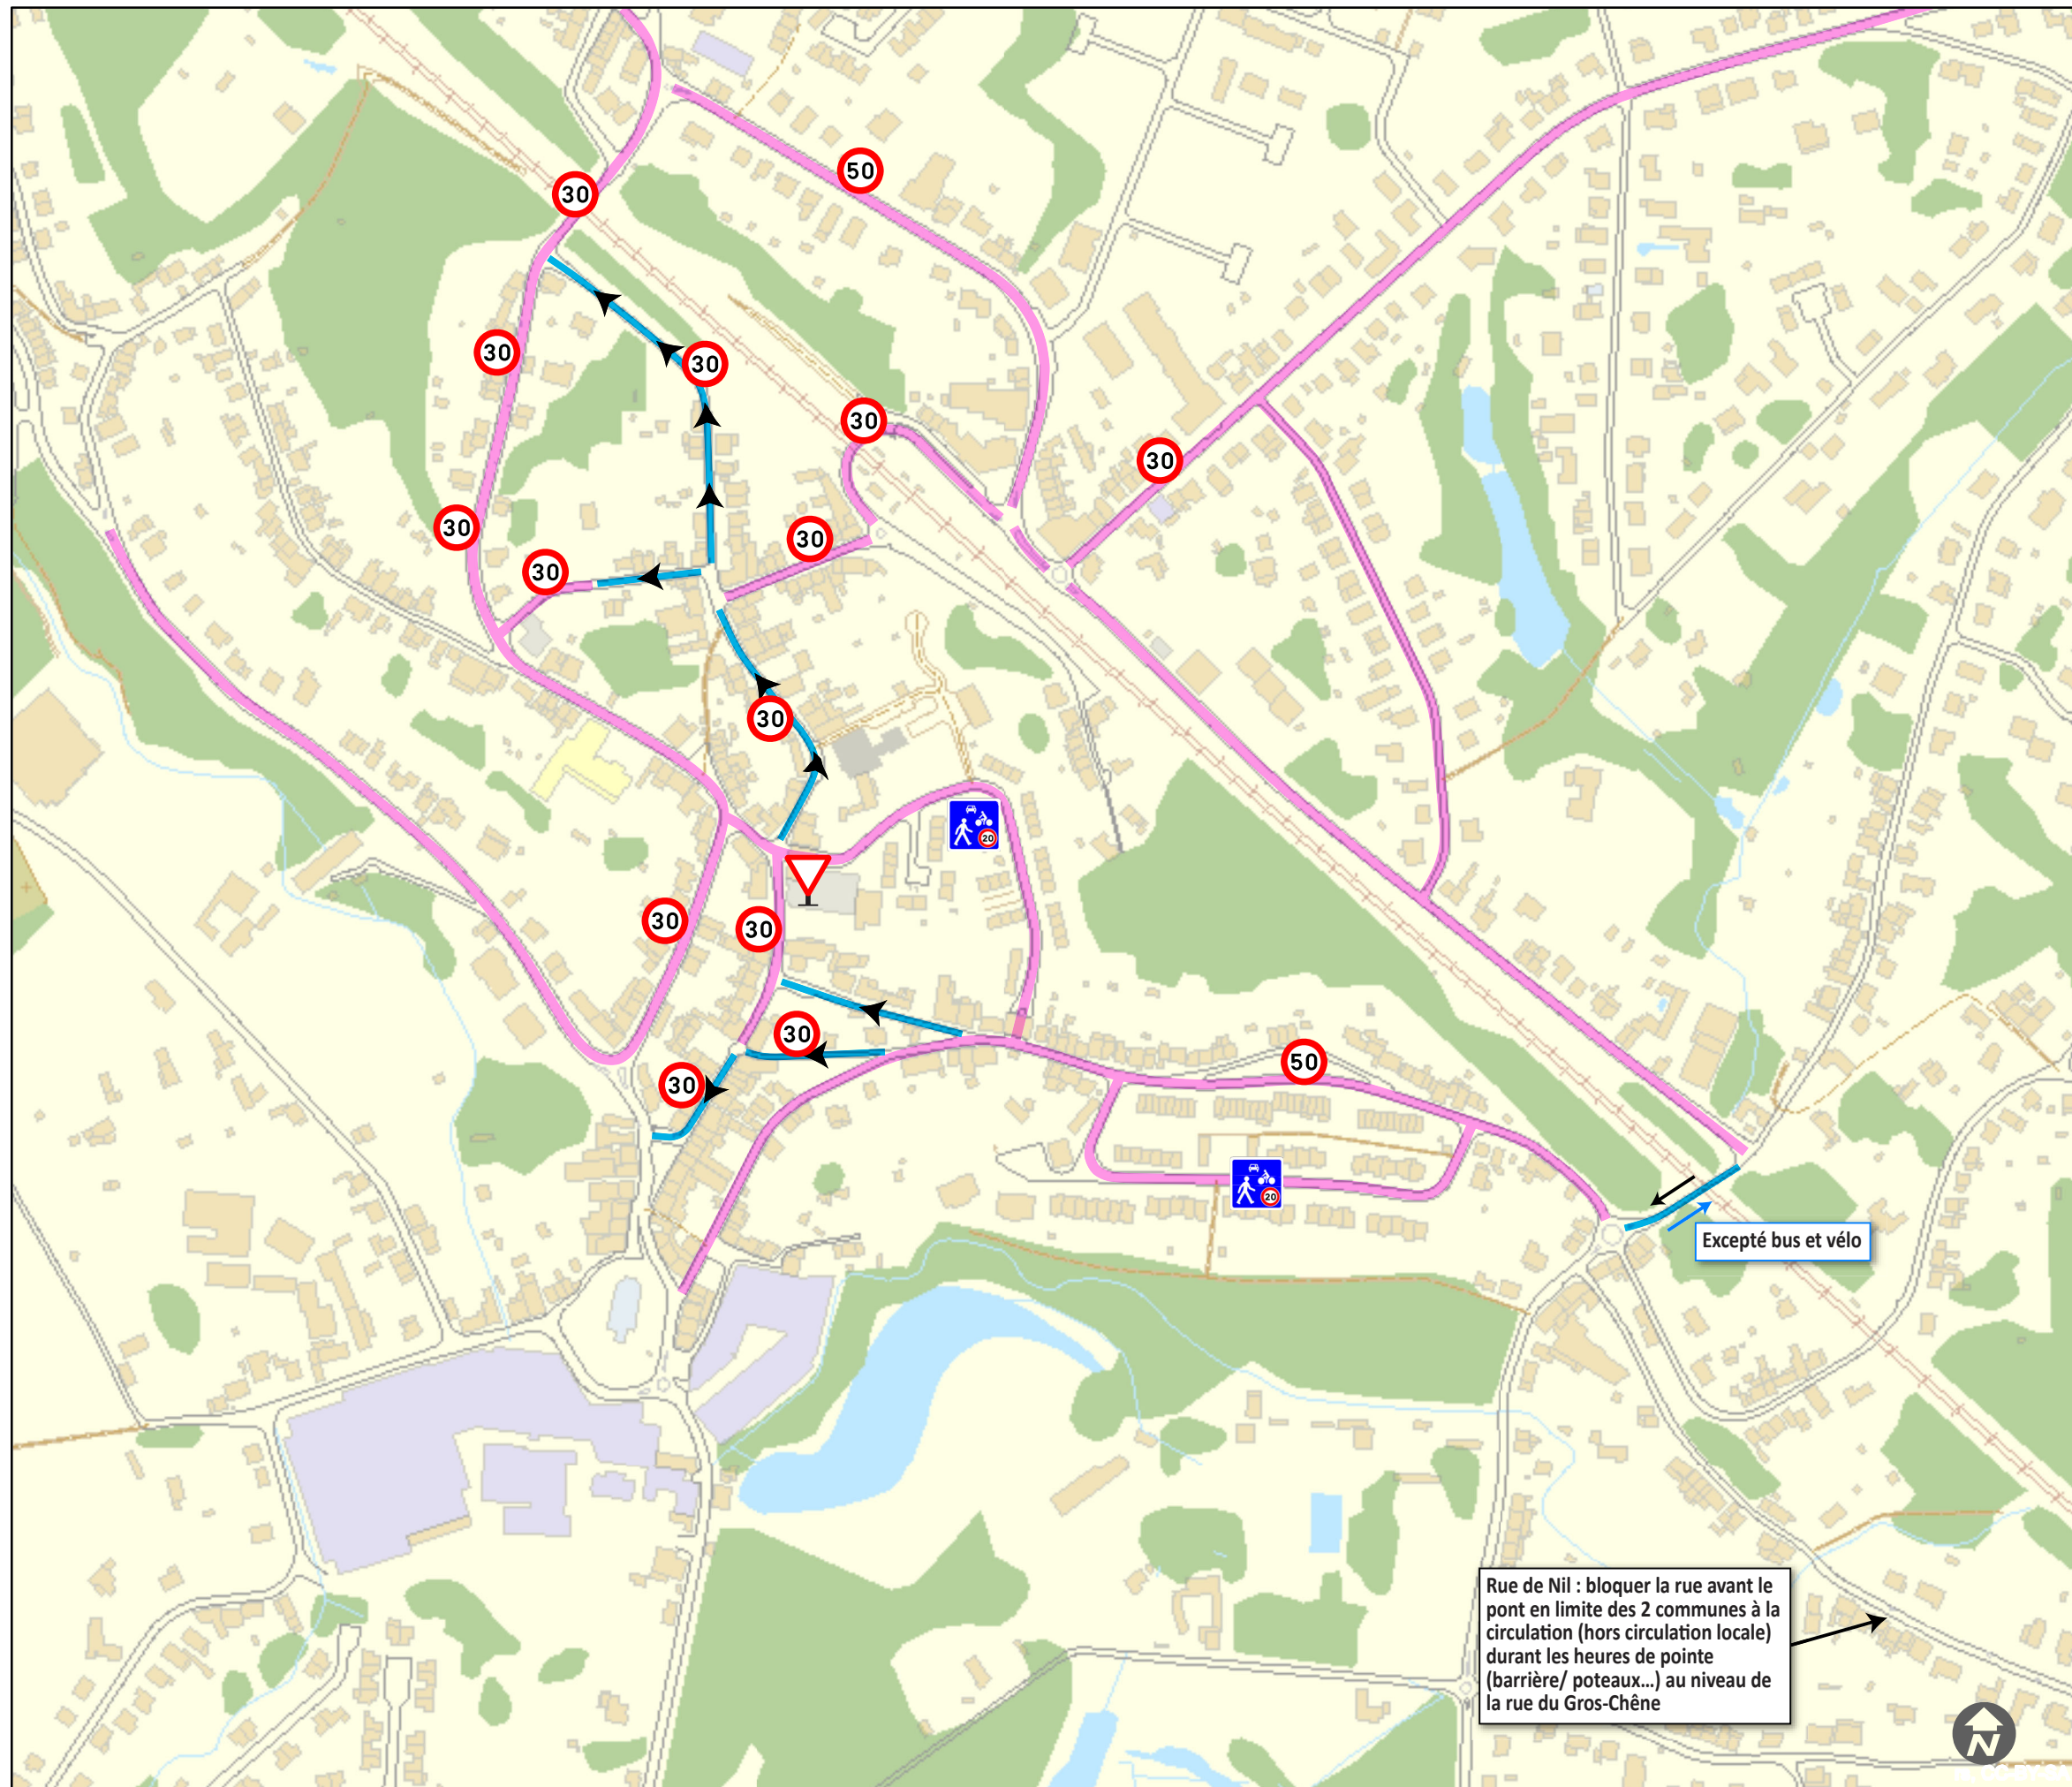 50
30
30
30
30
30
30
30
30
30
20
30
30
30
50
30
20
Excepté bus et vélo
Rue de Nil : bloquer la rue avant le
pont en limite des 2 communes à la
circulation (hors circulation locale)
durant les heures de pointe
(barrière/ poteaux...) au niveau de
la rue du Gros-Chêne
N